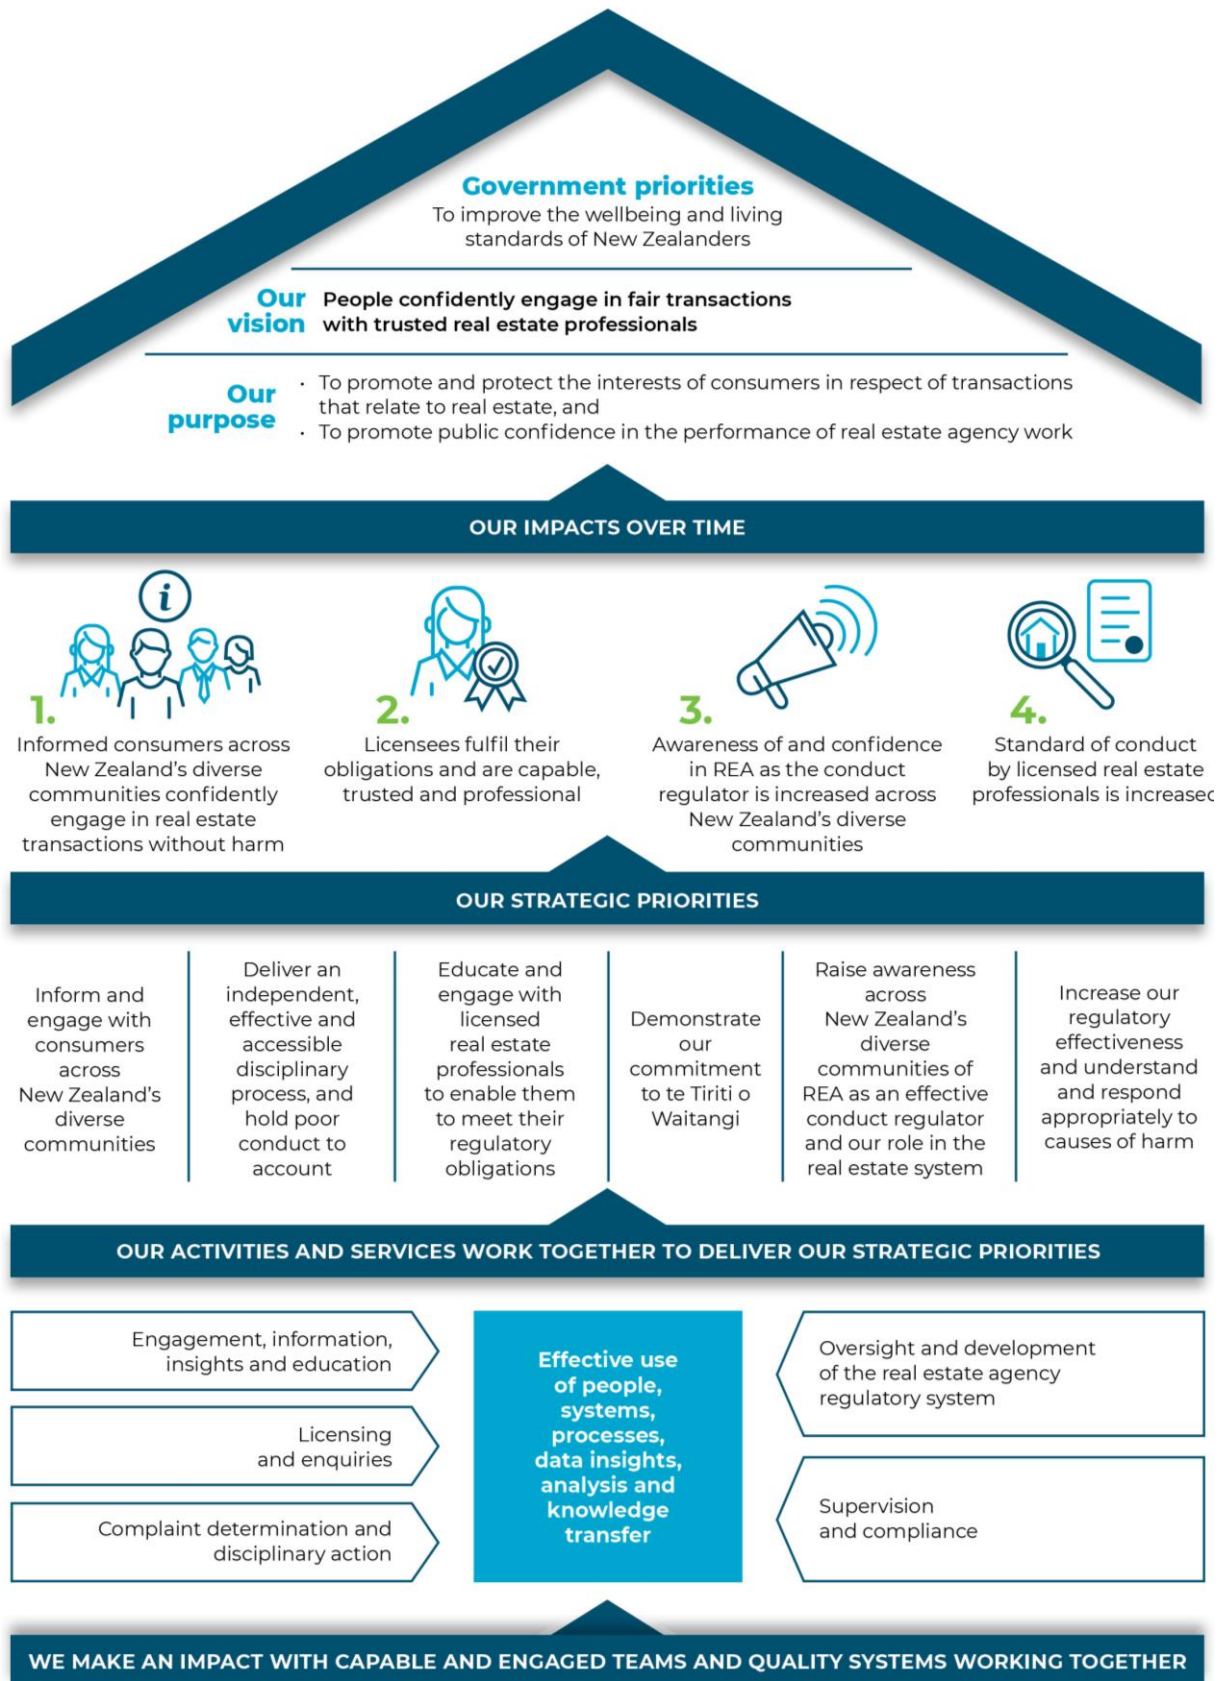 Government priorities
To improve the wellbeing and living
standards of New Zealanders
Our
vision
People confidently engage in fair transactions
with trusted real estate professionals
Our
purpose
· To promote and protect the interests of consumers in respect of transactions
that relate to real estate, and
· To promote public confidence in the performance of real estate agency work
OUR IMPACTS OVER TIME
i
1.
Informed consumers across
New Zealand's diverse
communities confidently
engage in real estate
transactions without harm
2.
Licensees fulfil their
obligations and are capable,
trusted and professional
3.
Awareness of and confidence
in REA as the conduct
regulator is increased across
New Zealand's diverse
communities
4.
Standard of conduct
by licensed real estate
professionals is increased
OUR STRATEGIC PRIORITIES
Inform and
engage with
consumers
across
New Zealand's
diverse
communities
Deliver an
independent,
effective and
accessible
disciplinary
process, and
hold poor
conduct to
account
Educate and
engage with
licensed
real estate
professionals
to enable them
to meet their
regulatory
obligations
Demonstrate
our
commitment
to te Tiriti o
Waitangi
Raise awareness
across
New Zealand's
diverse
communities of
REA as an effective
conduct regulator
and our role in the
real estate system
Increase our
regulatory
effectiveness
and understand
and respond
appropriately to
causes of harm
OUR ACTIVITIES AND SERVICES WORK TOGETHER TO DELIVER OUR STRATEGIC PRIORITIES
Engagement, information,
insights and education
Licensing
and enquiries
Complaint determination and
disciplinary action
Effective use
of people,
systems,
processes,
data insights,
analysis and
knowledge
transfer
Oversight and development
of the real estate agency
regulatory system
Supervision
and compliance
WE MAKE AN IMPACT WITH CAPABLE AND ENGAGED TEAMS AND QUALITY SYSTEMS WORKING TOGETHER